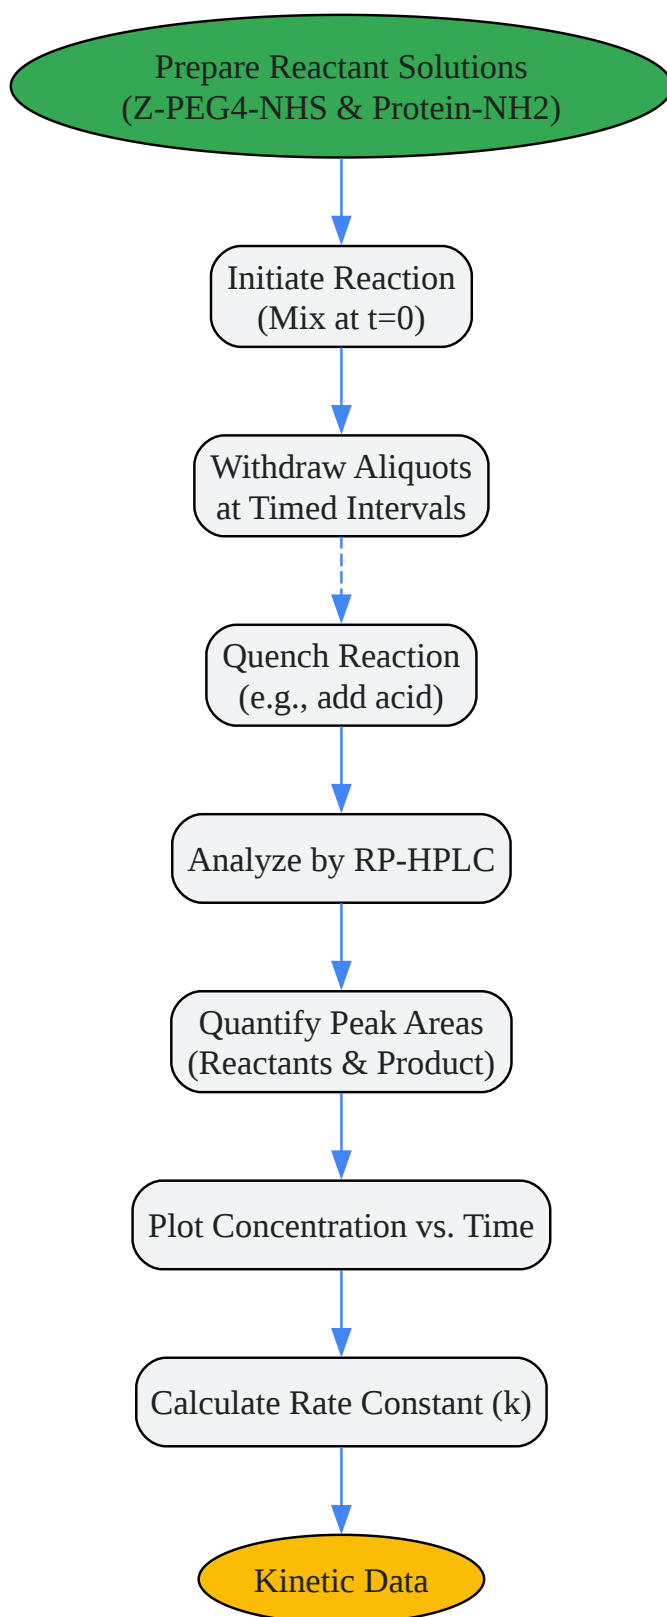 Prepare Reactant Solutions
(Z-PEG4-NHS & Protein-NH2)
Initiate Reaction
(Mix at t=0)
Withdraw Aliquots
at Timed Intervals
Quench Reaction
(e.g., add acid)
Analyze by RP-HPLC
Quantify Peak Areas
(Reactants & Product)
Plot Concentration vs. Time
Calculate Rate Constant (k)
Kinetic Data